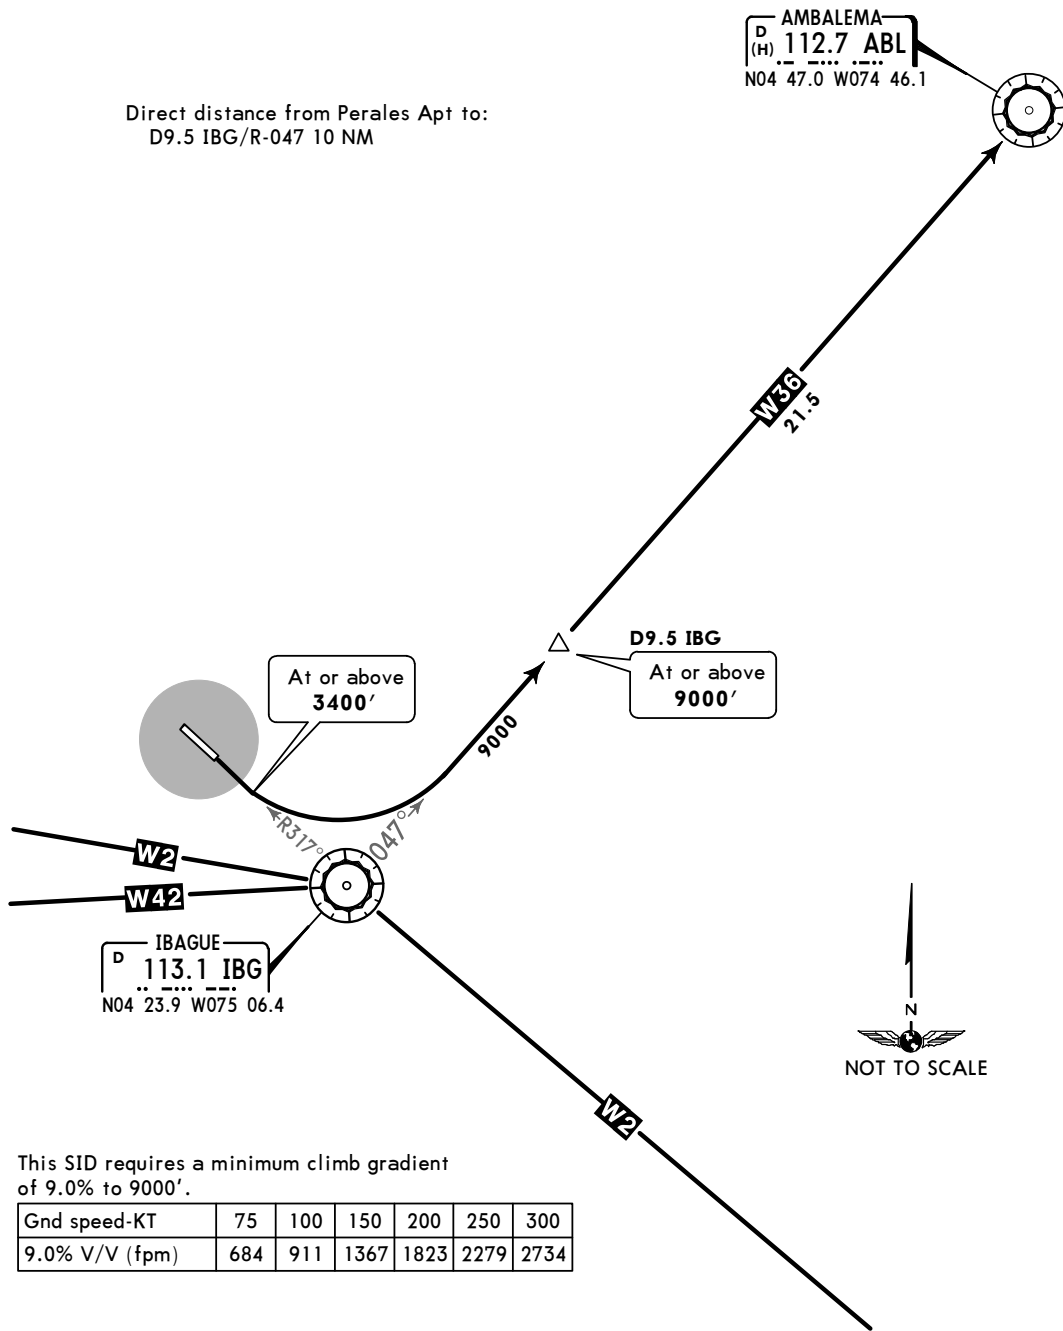 AMBALEMA
D
(H) 112.7 ABL
N04 47.0 W074 46.1
Direct distance from Perales Apt to:
D9.5 IBG/R-047 10 NM
W36
21.5
D9.5 IBG
At or above
9000'
At or above
3400'
9000
R317°
047°
W2
W42
IBAGUE
D 113.1 IBG
N04 23.9 W075 06.4
N
NOT TO SCALE
W2
This SID requires a minimum climb gradient
of 9.0% to 9000'.
Gnd speed-KT 75 100 150 200 250 300
9.0% V/V (fpm) 684 911 1367 1823 2279 2734